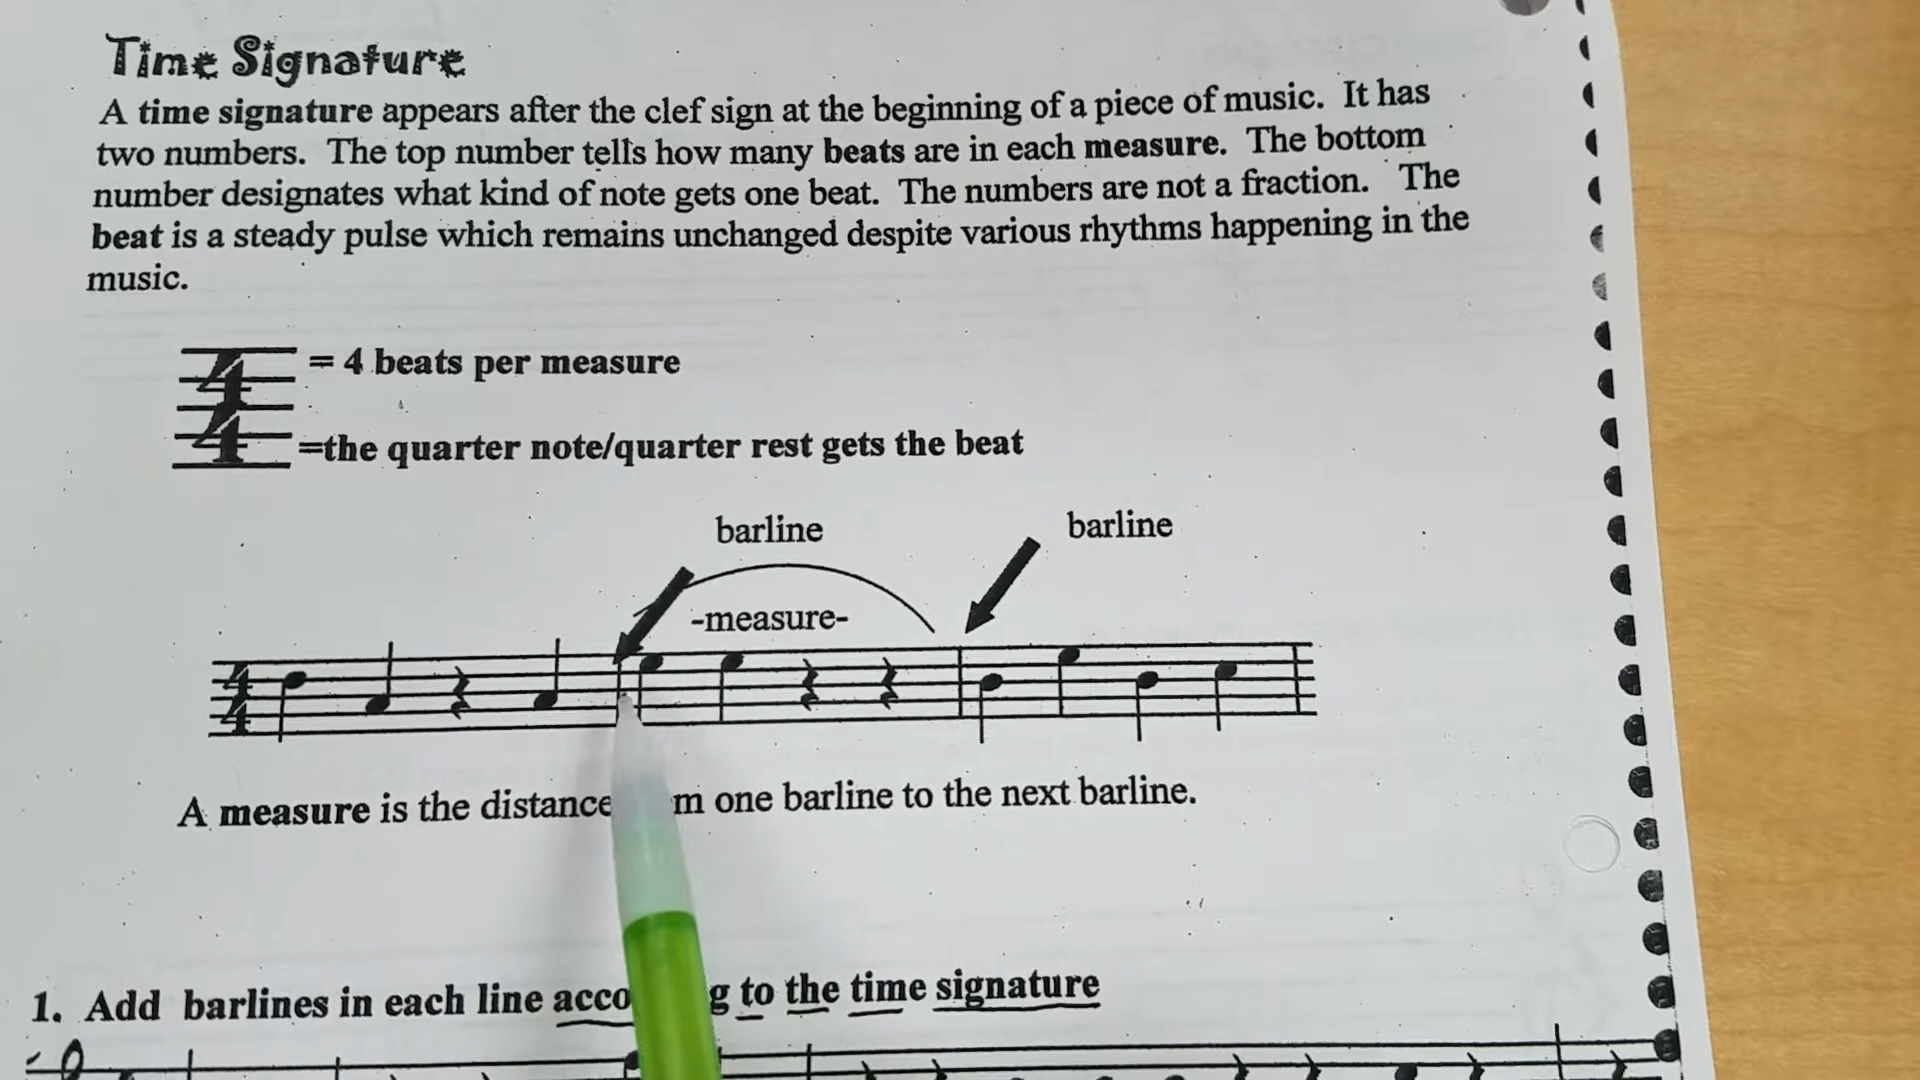 Time Signature
A time signature appears after the clef sign at the beginning of a piece of music. It has
two numbers. The top number tells how many beats are in each measure. The bottom
number designates what kind of note gets one beat. The numbers are not a fraction. The
beat is a steady pulse which remains unchanged despite various rhythms happening in the
music.
4 = 4 beats per measure
4 =the quarter note/quarter rest gets the beat
barline barline
-measure-
4
4
A measure is the distance m one barline to the next barline.
1. Add barlines in each line acco g to the time signature